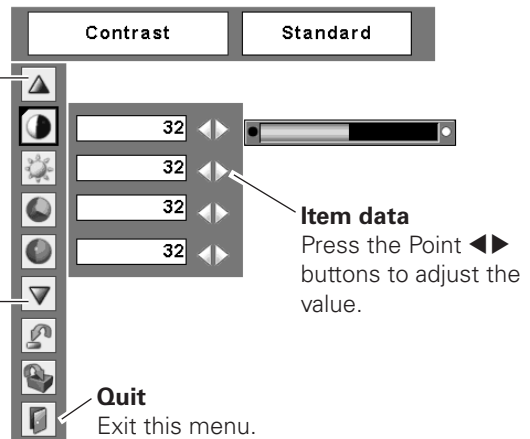 Contrast Standard
32
32
32
32
Item data
Press the Point ◀▶
buttons to adjust the
value.
Quit
Exit this menu.